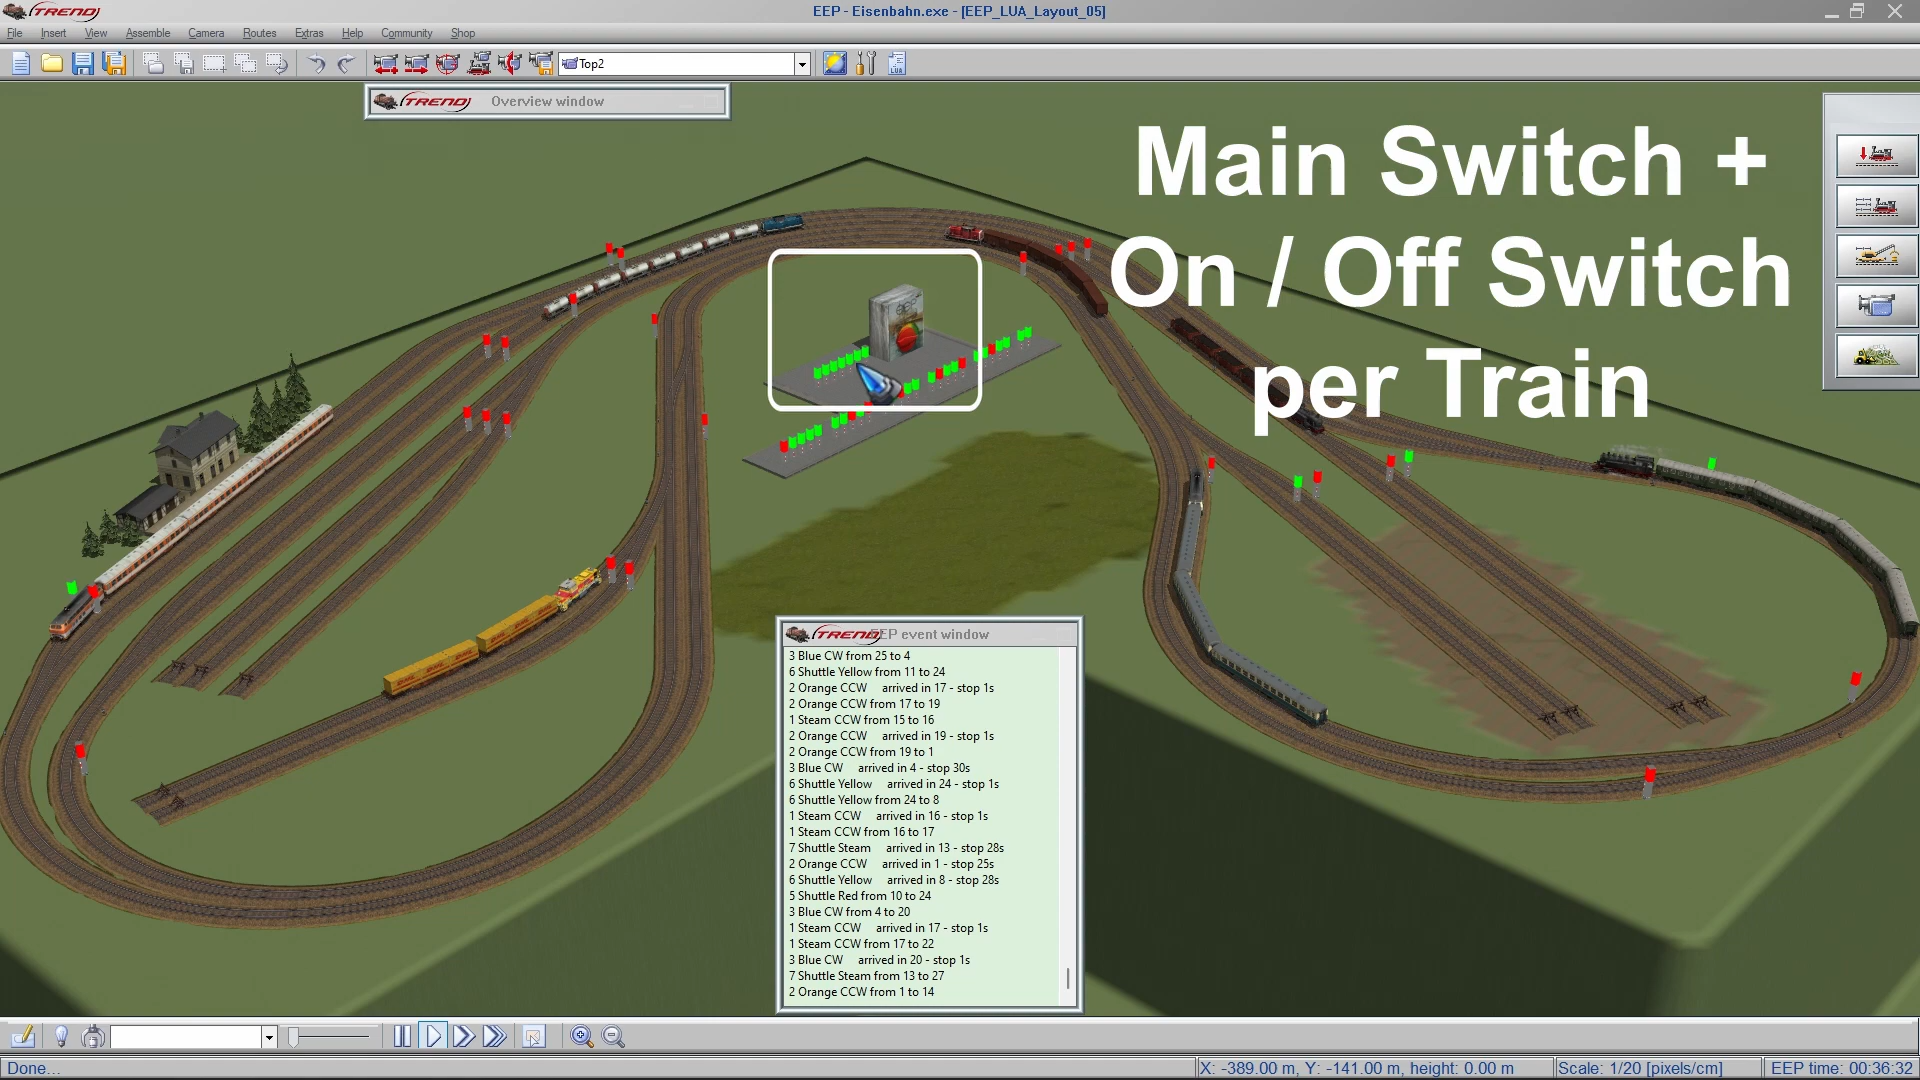 TREND
EEP - Eisenbahn.exe - [EEP_LUA_Layout_05]
File Insert View Assemble Camera Routes Extras Help Community Shop
Top2
LUA
TREND Overview window
Main Switch +
On / Off Switch
per Train
TREND EEP event window
3 Blue CW from 25 to 4
6 Shuttle Yellow from 11 to 24
2 Orange CCW arrived in 17 - stop 1s
2 Orange CCW from 17 to 19
1 Steam CCW from 15 to 16
2 Orange CCW arrived in 19 - stop 1s
2 Orange CCW from 19 to 1
3 Blue CW arrived in 4 - stop 30s
6 Shuttle Yellow arrived in 24 - stop 1s
6 Shuttle Yellow from 24 to 8
1 Steam CCW arrived in 16 - stop 1s
1 Steam CCW from 16 to 17
7 Shuttle Steam arrived in 13 - stop 28s
2 Orange CCW arrived in 1 - stop 25s
6 Shuttle Yellow arrived in 8 - stop 28s
5 Shuttle Red from 10 to 24
3 Blue CW from 4 to 20
1 Steam CCW arrived in 17 - stop 1s
1 Steam CCW from 17 to 22
3 Blue CW arrived in 20 - stop 1s
7 Shuttle Steam from 13 to 27
2 Orange CCW from 1 to 14
Done...
X: -389.00 m, Y: -141.00 m, height: 0.00 m
Scale: 1/20 [pixels/cm]
EEP time: 00:36:32